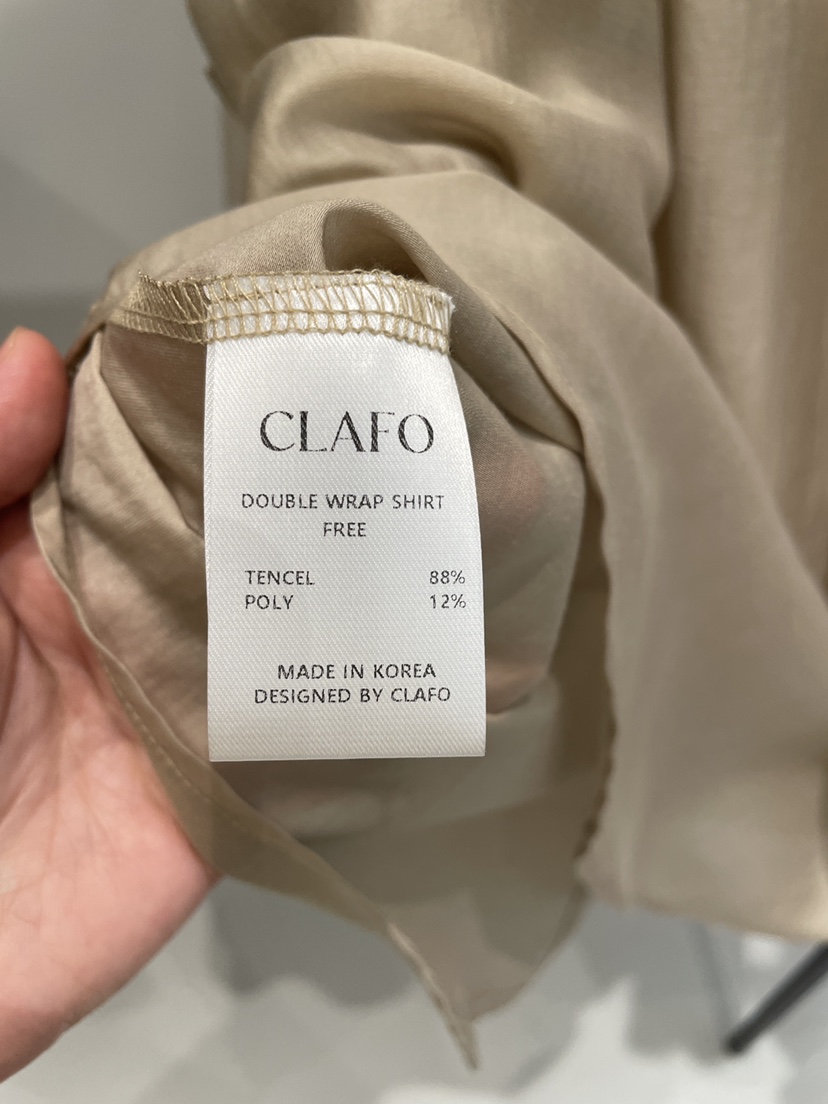 CLAFO
DOUBLE WRAP SHIRT
FREE
TENCEL 88%
POLY 12%
MADE IN KOREA
DESIGNED BY CLAFO